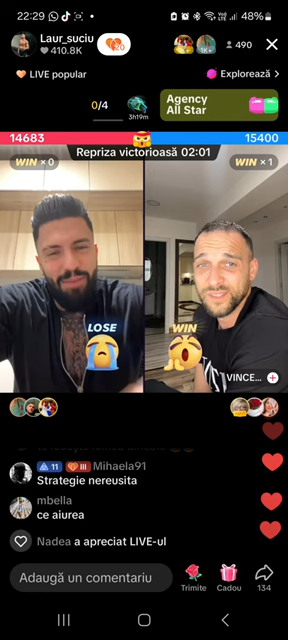 22:29
48%
Laur_suciu
410.8K
20
1K+
490
LIVE popular
Explorează >
0/4
3h19m
Agency
All Star
14683
15400
WIN x 0
Repriza victorioasă 02:01
WIN x 1
LOSE
WIN
VINCE...
11
III
Mihaela91
Strategie nereusita
mbella
ce aiurea
Nadea a apreciat LIVE-ul
Adaugă un comentariu
Trimite
Cadou
134